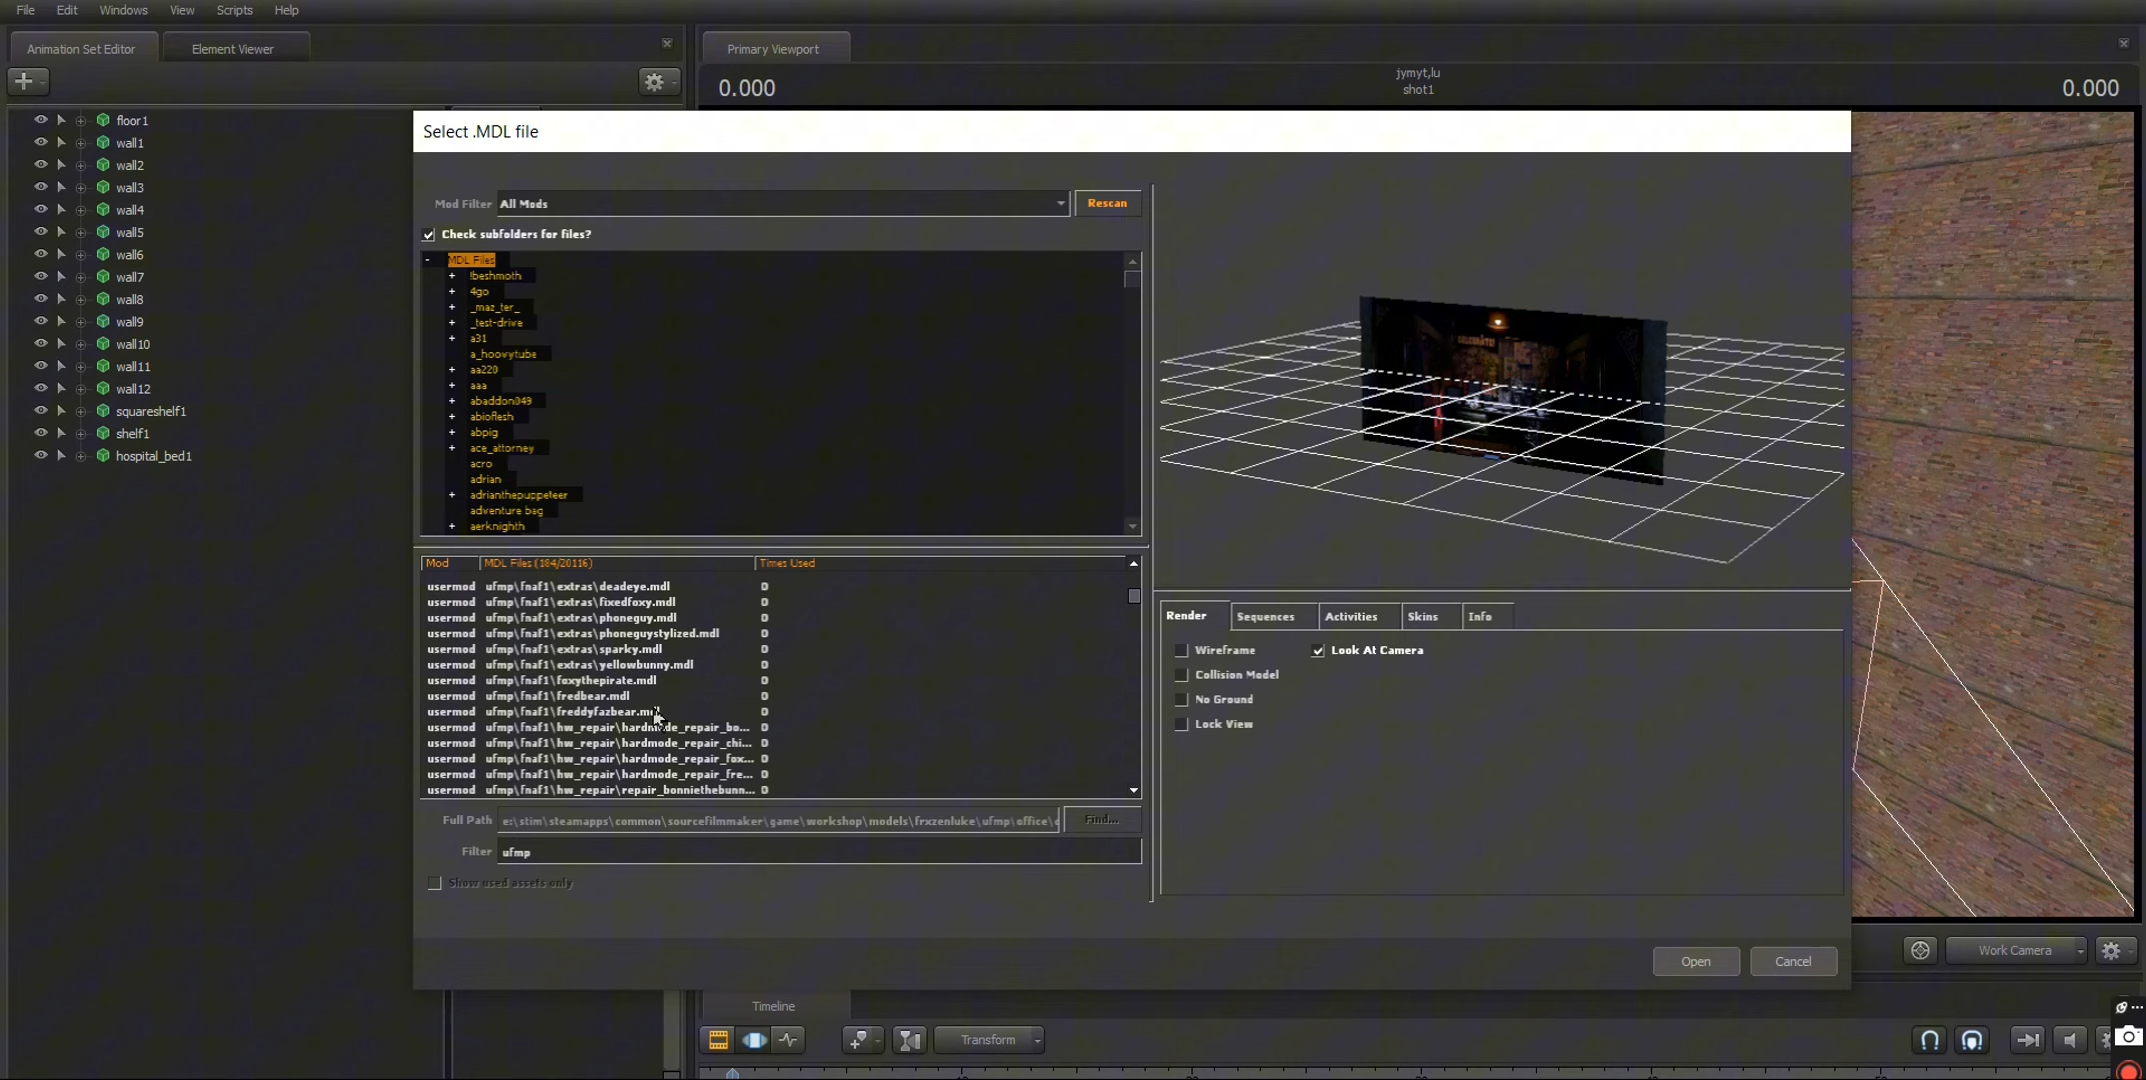 File Edit Windows View Scripts Help
Animation Set Editor Element Viewer
Primary Viewport
0.000
jymyt,lu
shot1
0.000
floor1
wall1
wall2
wall3
wall4
wall5
wall6
wall7
wall8
wall9
wall10
wall11
wall12
squareshelf1
shelf1
hospital_bed1
Select .MDL file
Mod Filter All Mods Rescan
Check subfolders for files?
MDL Files
!beshmoth
4go
_maz_ter_
_test-drive
a31
a_hoovytube
aa220
aaa
abaddon049
abioflesh
abpig
ace_attorney
acro
adrian
adrianthepuppeteer
adventure bag
aerknighth
Mod MDL Files (184/20116) Times Used
usermod ufmp\fnaf1\extras\deadeye.mdl 0
usermod ufmp\fnaf1\extras\fixedfoxy.mdl 0
usermod ufmp\fnaf1\extras\phoneguy.mdl 0
usermod ufmp\fnaf1\extras\phoneguystylized.mdl 0
usermod ufmp\fnaf1\extras\sparky.mdl 0
usermod ufmp\fnaf1\extras\yellowbunny.mdl 0
usermod ufmp\fnaf1\foxythepirate.mdl 0
usermod ufmp\fnaf1\fredbear.mdl 0
usermod ufmp\fnaf1\freddyfazbear.mdl 0
usermod ufmp\fnaf1\hw_repair\hardmode_repair_bo... 0
usermod ufmp\fnaf1\hw_repair\hardmode_repair_chi... 0
usermod ufmp\fnaf1\hw_repair\hardmode_repair_fox... 0
usermod ufmp\fnaf1\hw_repair\hardmode_repair_fre... 0
usermod ufmp\fnaf1\hw_repair\repair_bonniethebunn... 0
Full Path e:\stim\steamapps\common\sourcefilmmaker\game\workshop\models\frxzenluke\ufmp\office\ Find...
Filter ufmp
Show used assets only
CELEBRATE!
Render Sequences Activities Skins Info
Wireframe Look At Camera
Collision Model
No Ground
Lock View
Open Cancel
Work Camera
Timeline
Transform